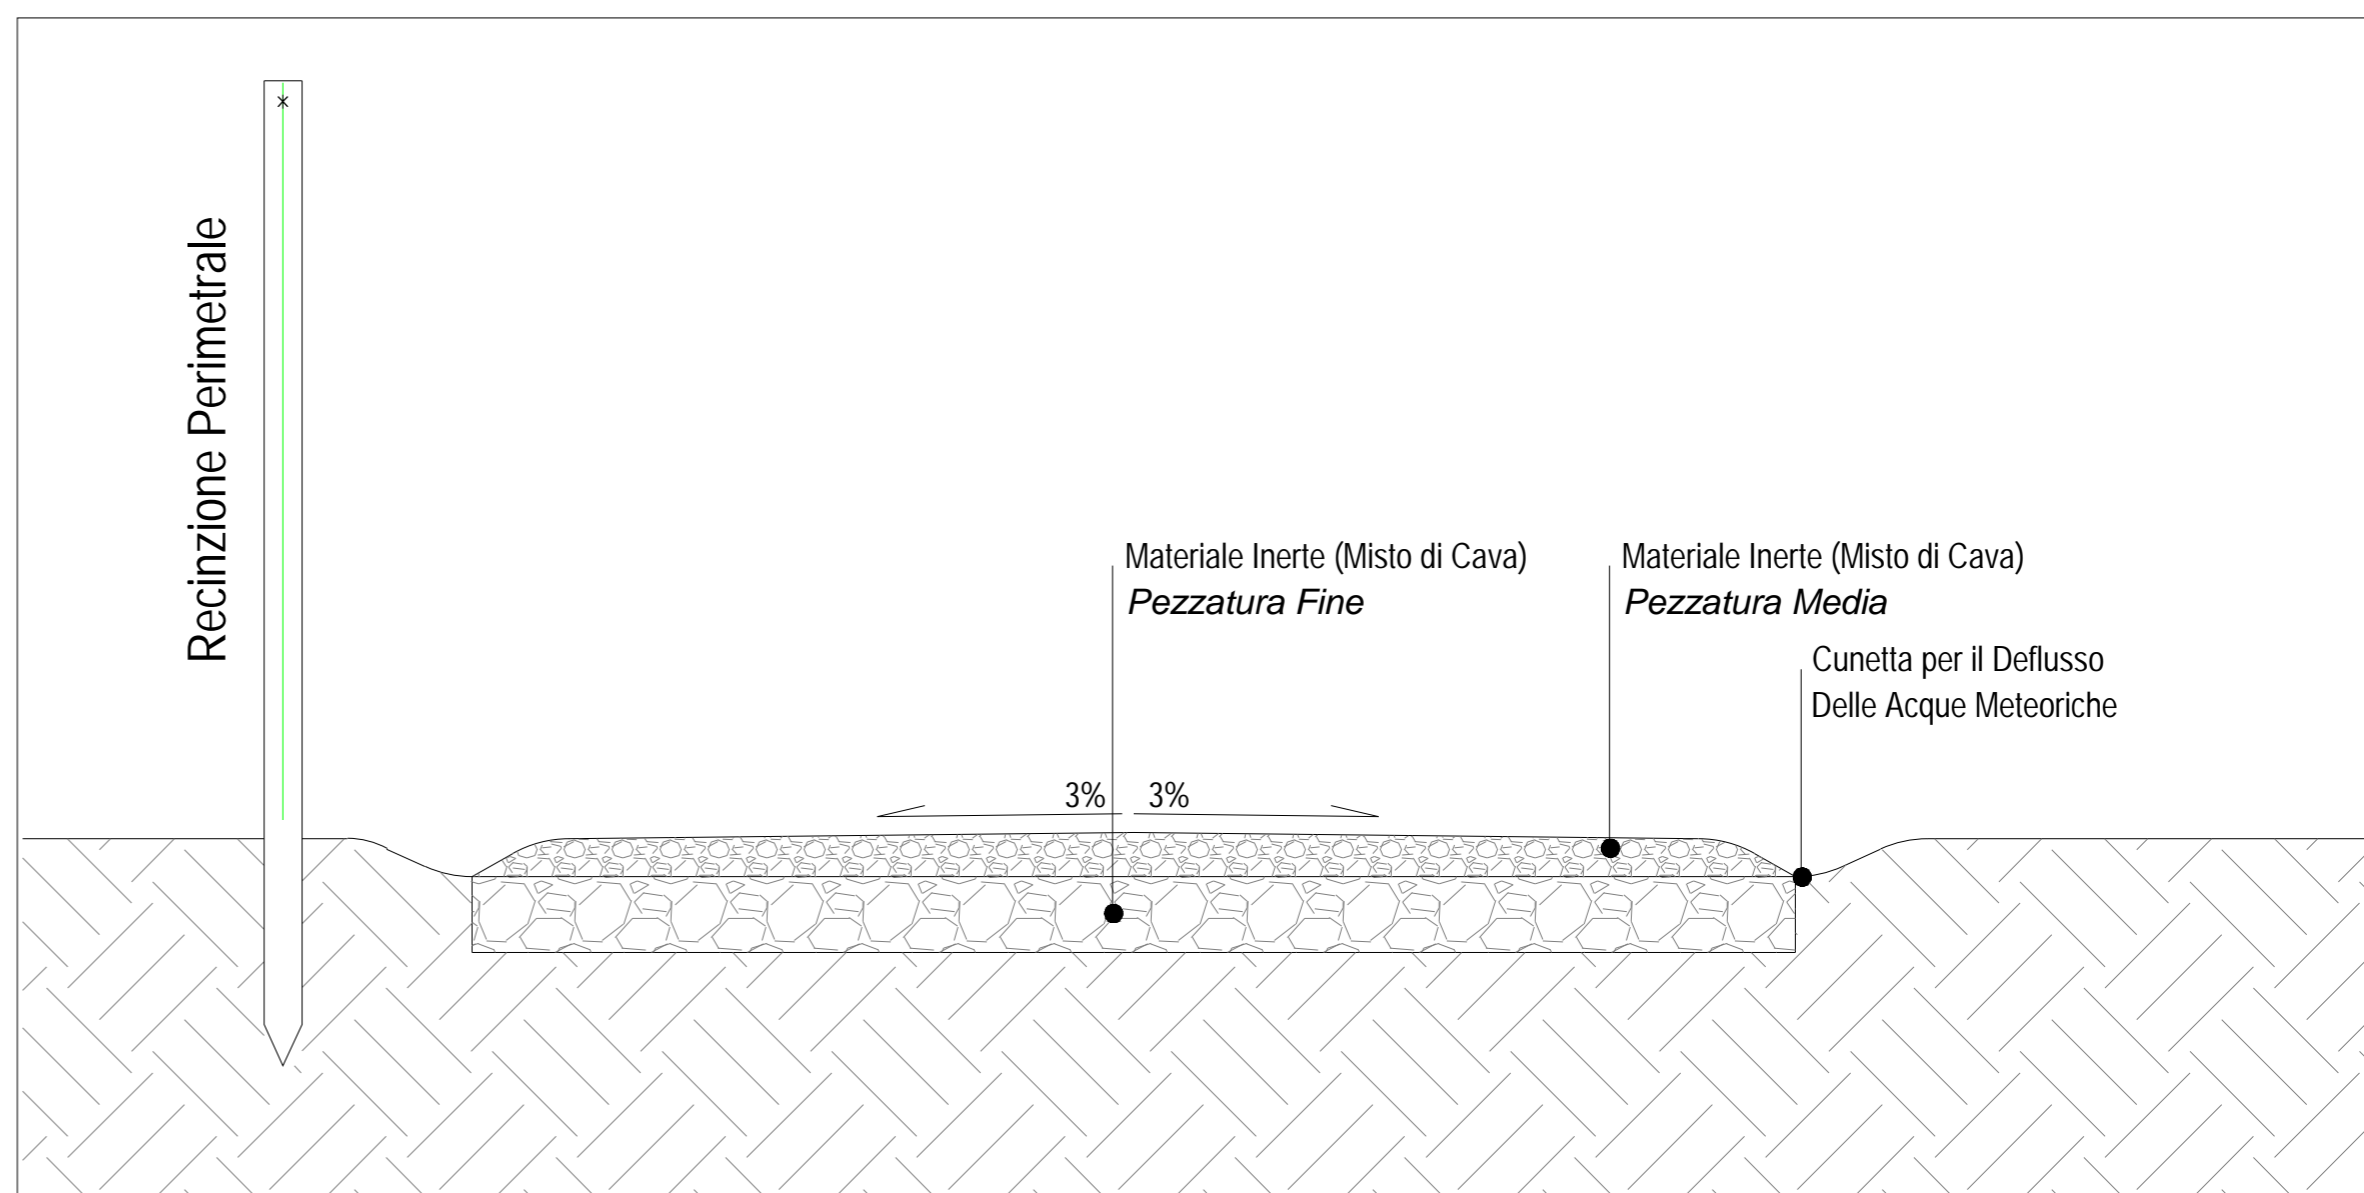 Recinzione Perimetrale
Materiale Inerte (Misto di Cava)
Pezzatura Fine
Materiale Inerte (Misto di Cava)
Pezzatura Media
Cunetta per il Deflusso
Delle Acque Meteoriche
3% 3%